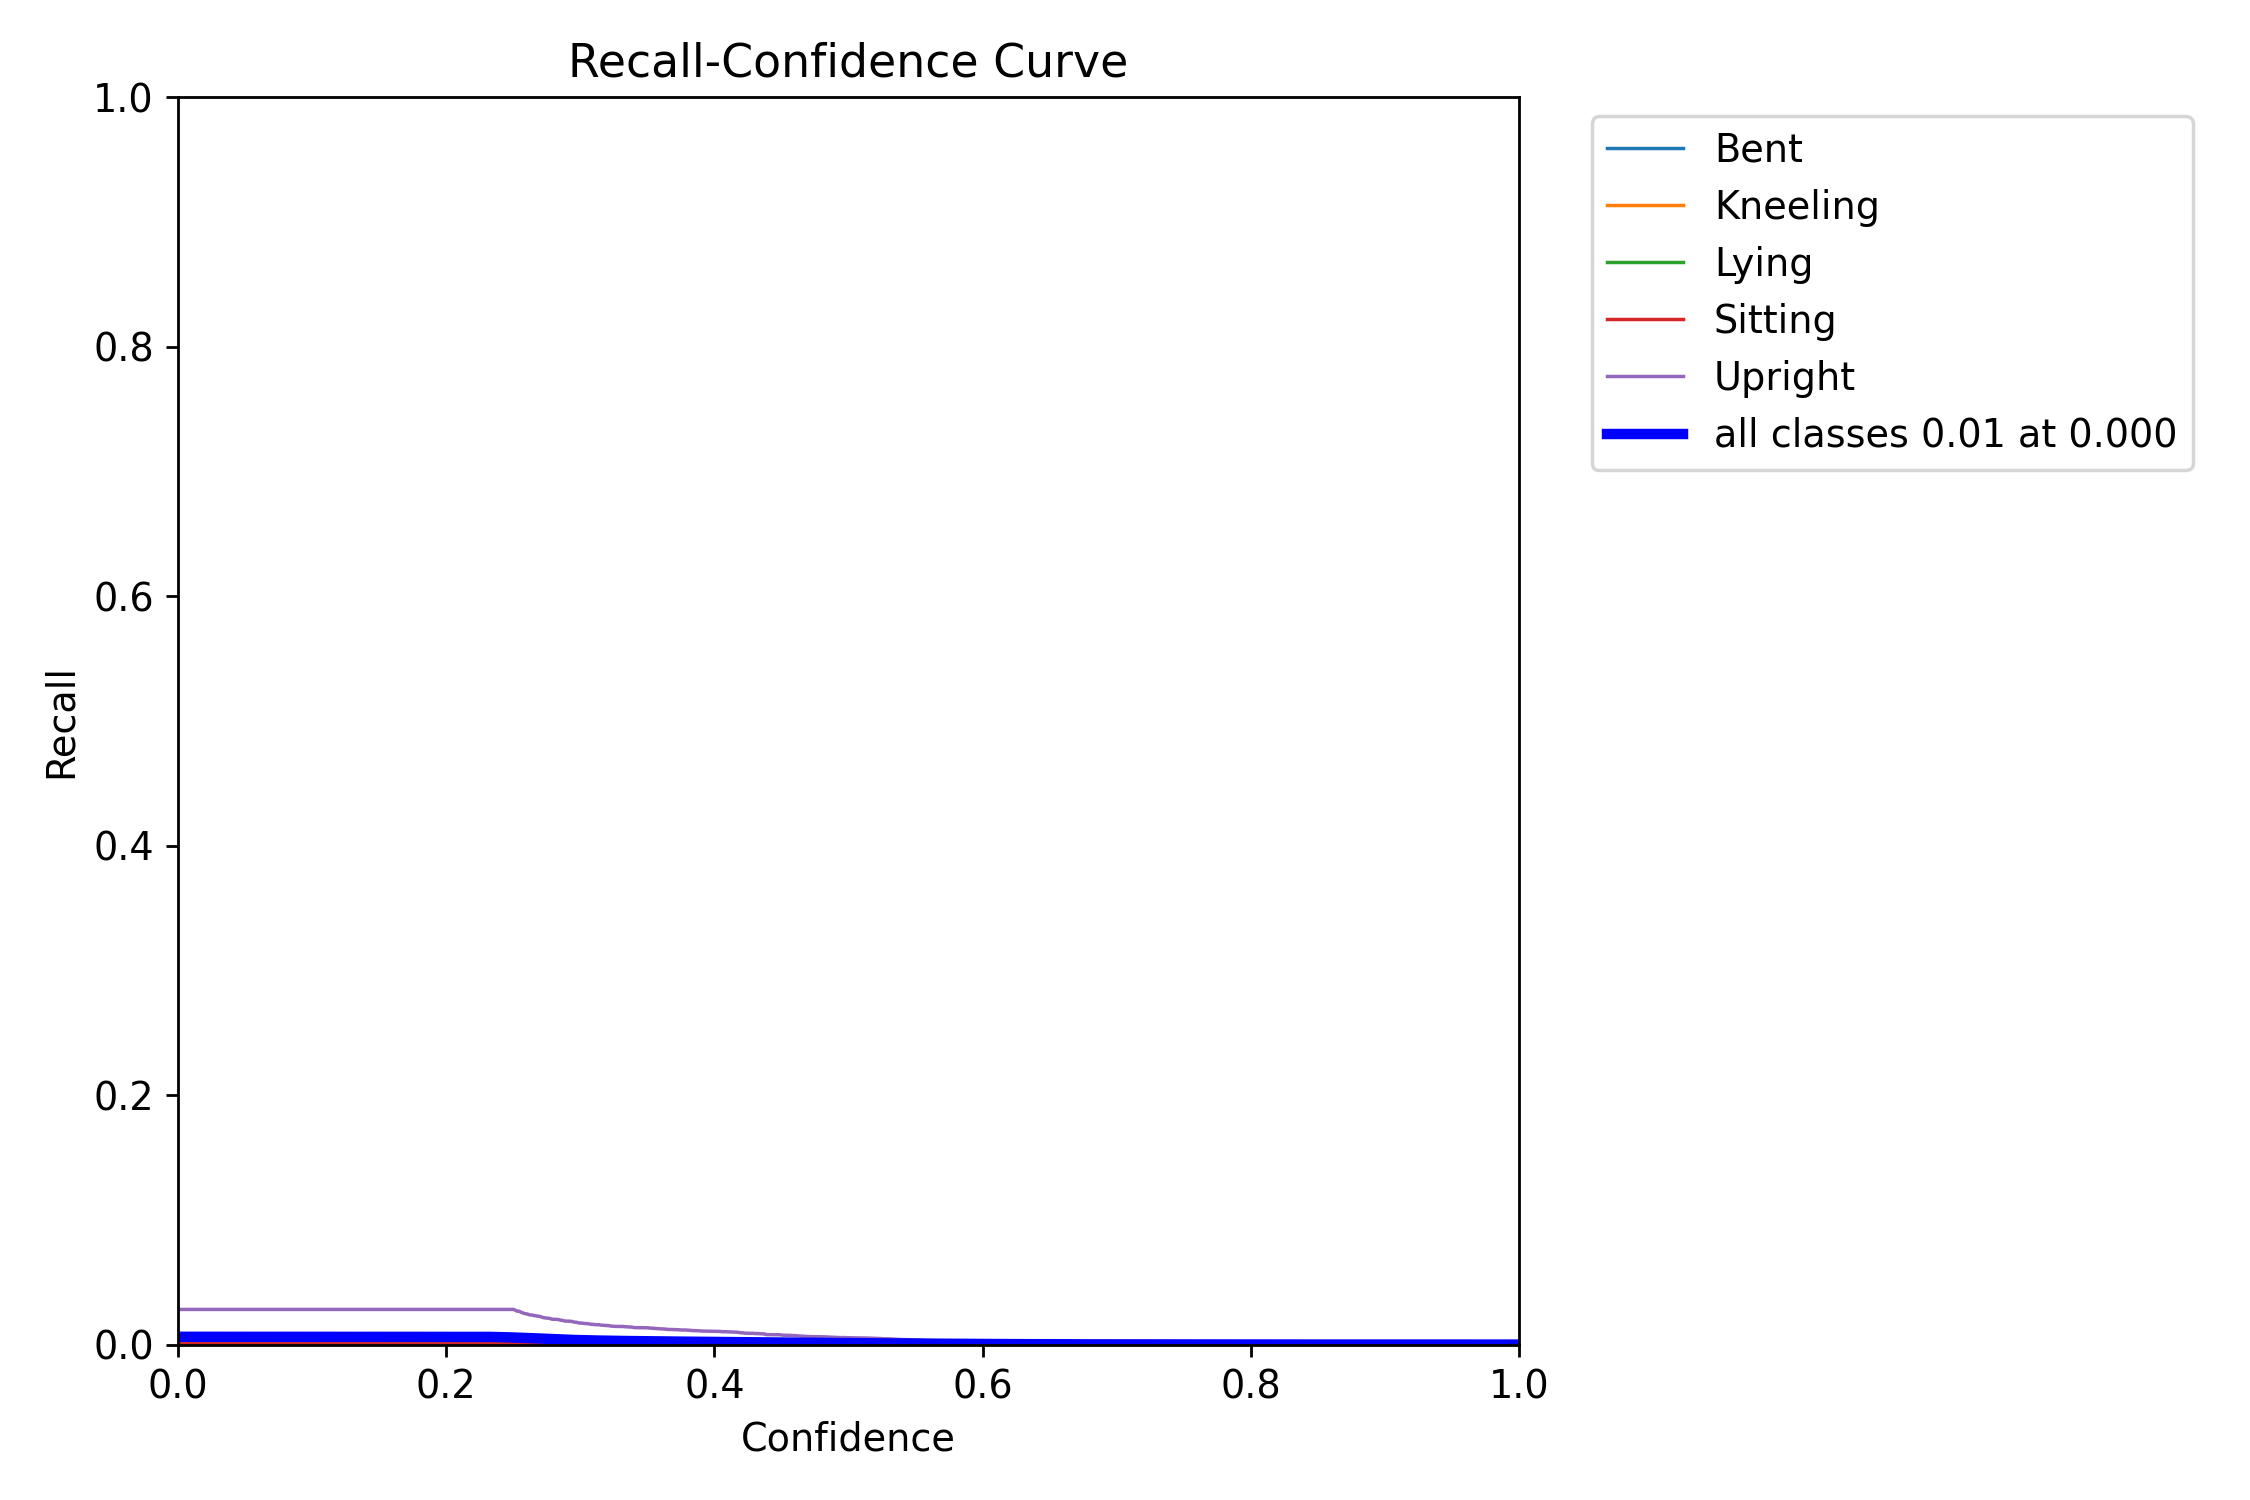 Recall-Confidence Curve
1.0
0.8
0.6
0.4
0.2
0.0
Recall
0.0 0.2 0.4 0.6 0.8 1.0
Confidence
Bent
Kneeling
Lying
Sitting
Upright
all classes 0.01 at 0.000